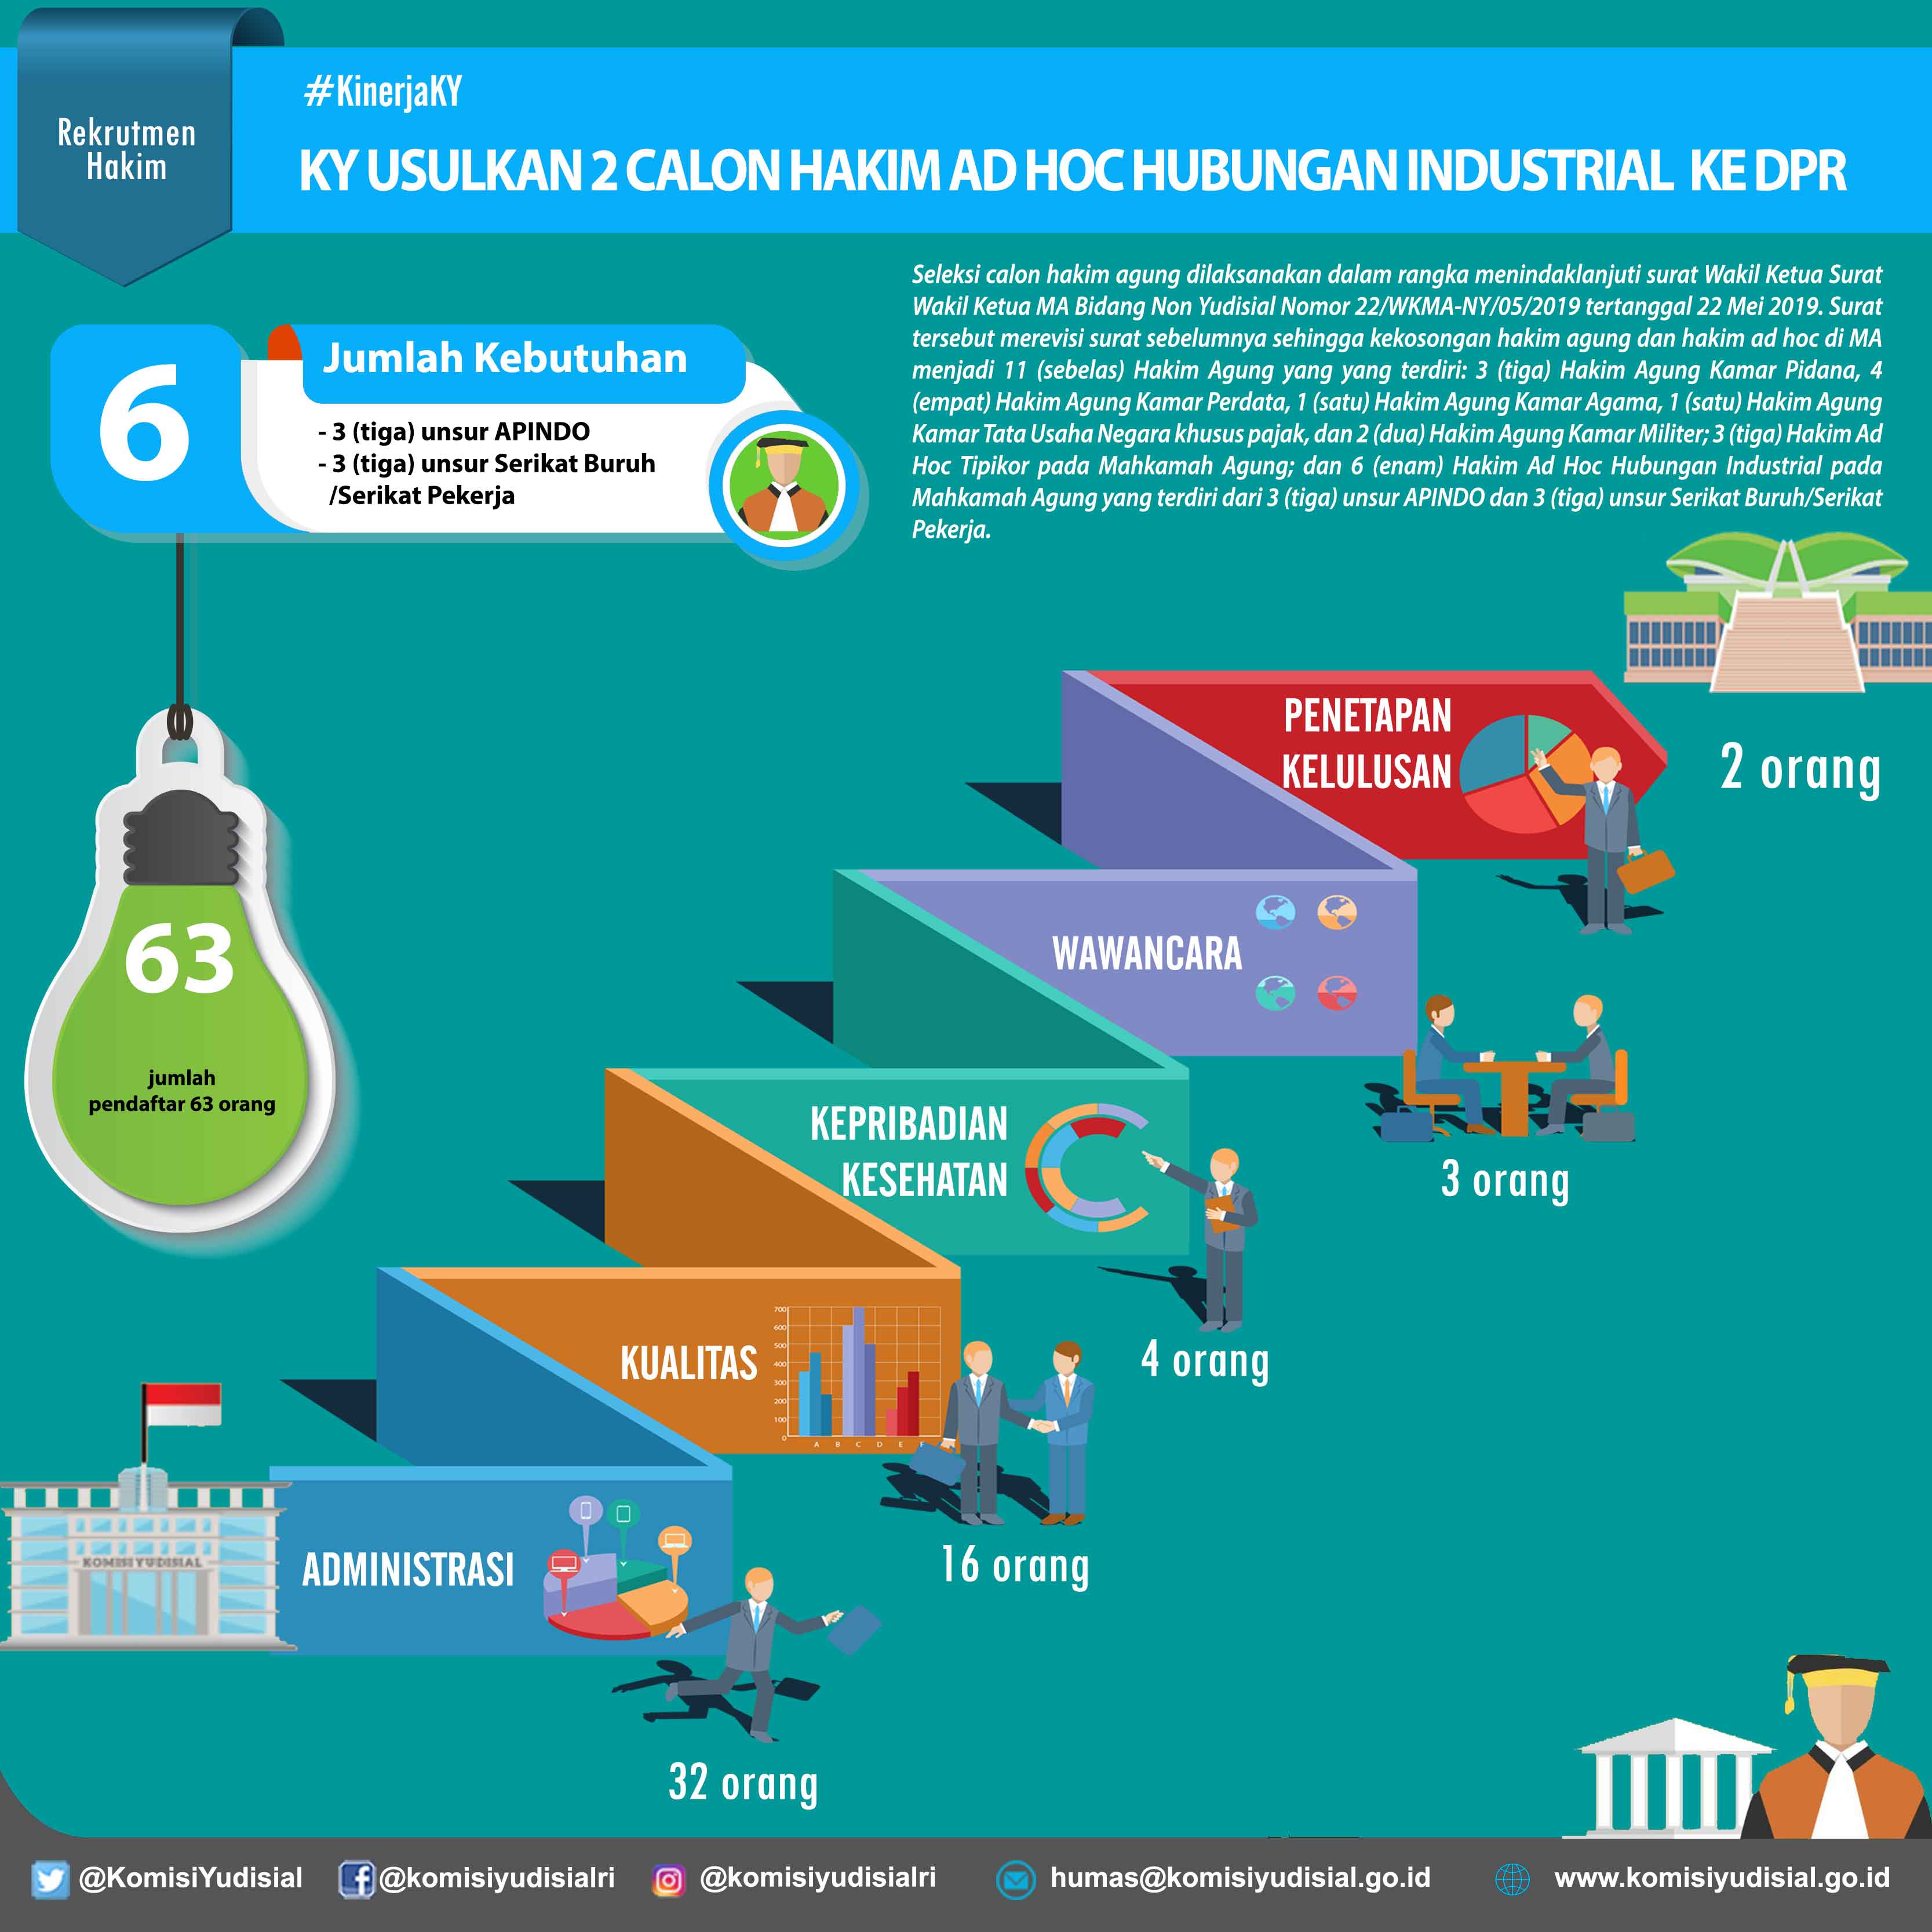 Rekrutmen
Hakim
#KinerjaKY
KY USULKAN 2 CALON HAKIM AD HOC HUBUNGAN INDUSTRIAL KE DPR
Seleksi calon hakim agung dilaksanakan dalam rangka menindaklanjuti surat Wakil Ketua Surat
Wakil Ketua MA Bidang Non Yudisial Nomor 22/WKMA-NY/05/2019 tertanggal 22 Mei 2019. Surat
tersebut merevisi surat sebelumnya sehingga kekosongan hakim agung dan hakim ad hoc di MA
menjadi 11 (sebelas) Hakim Agung yang yang terdiri: 3 (tiga) Hakim Agung Kamar Pidana, 4
(empat) Hakim Agung Kamar Perdata, 1 (satu) Hakim Agung Kamar Agama, 1 (satu) Hakim Agung
Kamar Tata Usaha Negara khusus pajak, dan 2 (dua) Hakim Agung Kamar Militer; 3 (tiga) Hakim Ad
Hoc Tipikor pada Mahkamah Agung; dan 6 (enam) Hakim Ad Hoc Hubungan Industrial pada
Mahkamah Agung yang terdiri dari 3 (tiga) unsur APINDO dan 3 (tiga) unsur Serikat Buruh/Serikat
Pekerja.
6
Jumlah Kebutuhan
- 3 (tiga) unsur APINDO
- 3 (tiga) unsur Serikat Buruh
/Serikat Pekerja
63
jumlah
pendaftar 63 orang
PENETAPAN
KELULUSAN
2 orang
WAWANCARA
3 orang
KEPRIBADIAN
KESEHATAN
4 orang
KUALITAS
700
600
500
400
300
200
100
0
A B C D E F
16 orang
KOMISI YUDISIAL
ADMINISTRASI
32 orang
@KomisiYudisial
@komisiyudisialri
@komisiyudisialri
humas@komisiyudisial.go.id
www.komisiyudisial.go.id